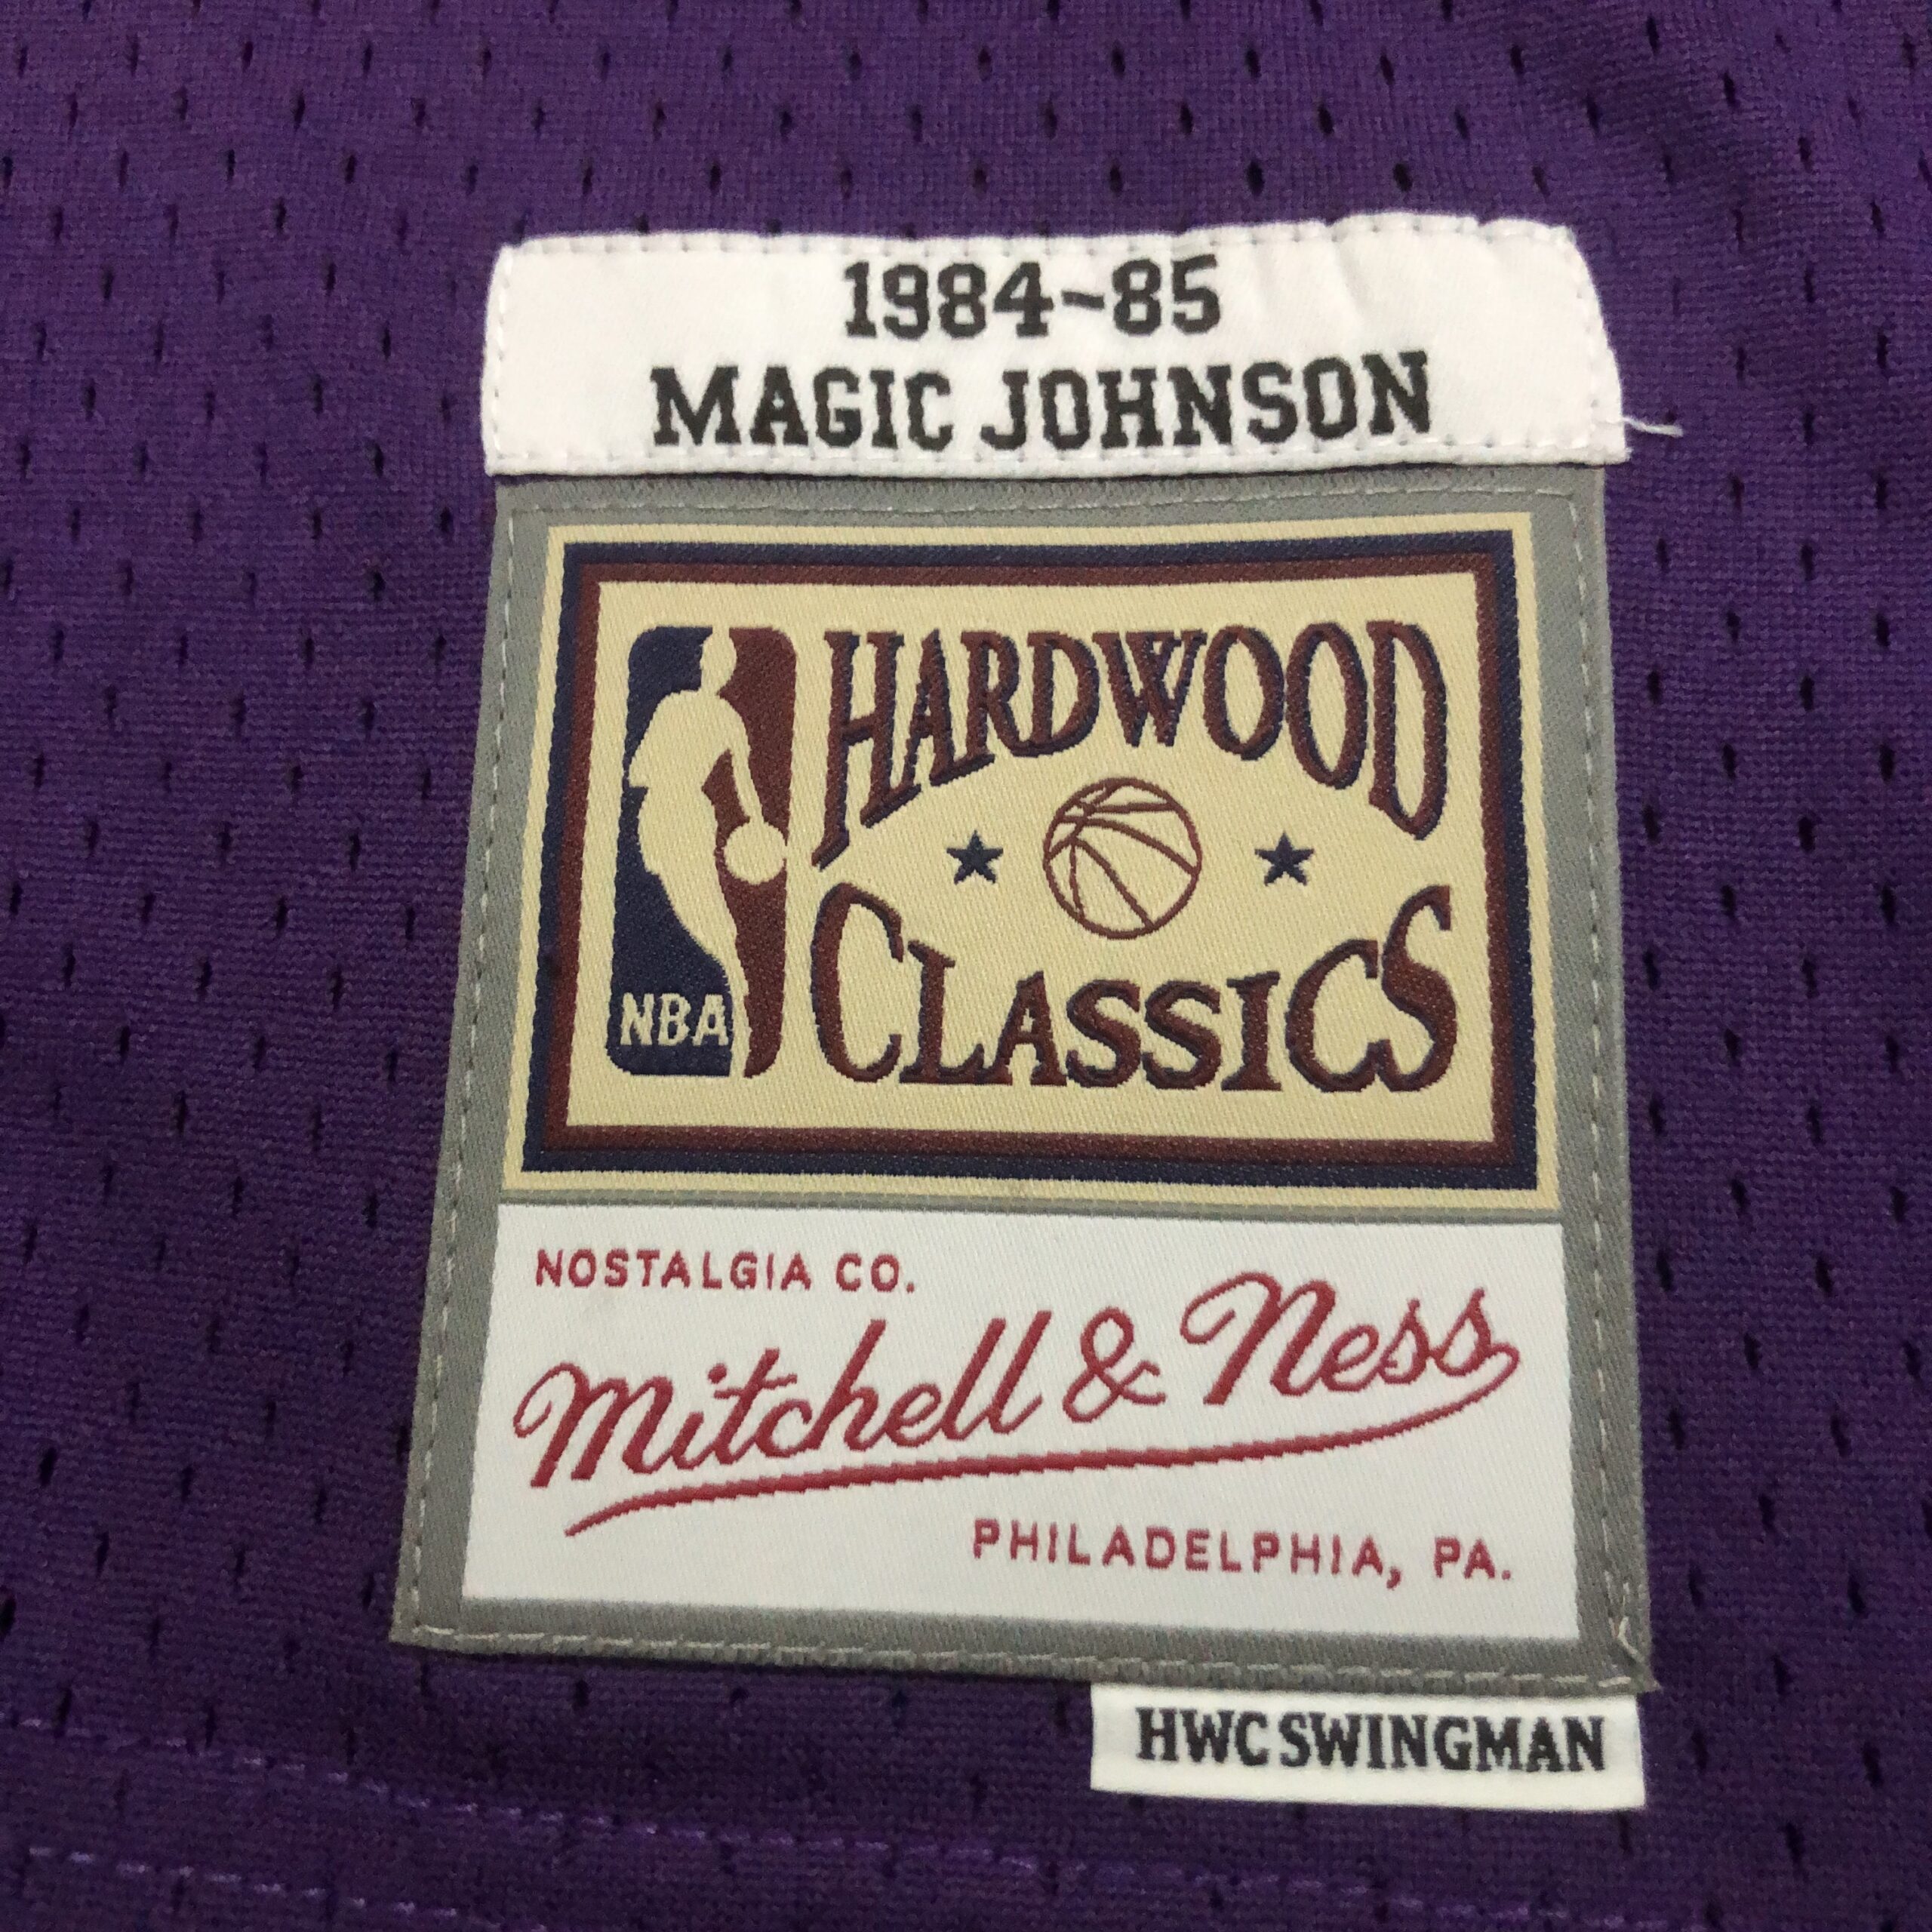 1984-85
MAGIC JOHNSON
HARDWOOD
CLASSICS
NBA
NOSTALGIA CO.
Mitchell & Ness
PHILADELPHIA, PA.
HWC SWINGMAN